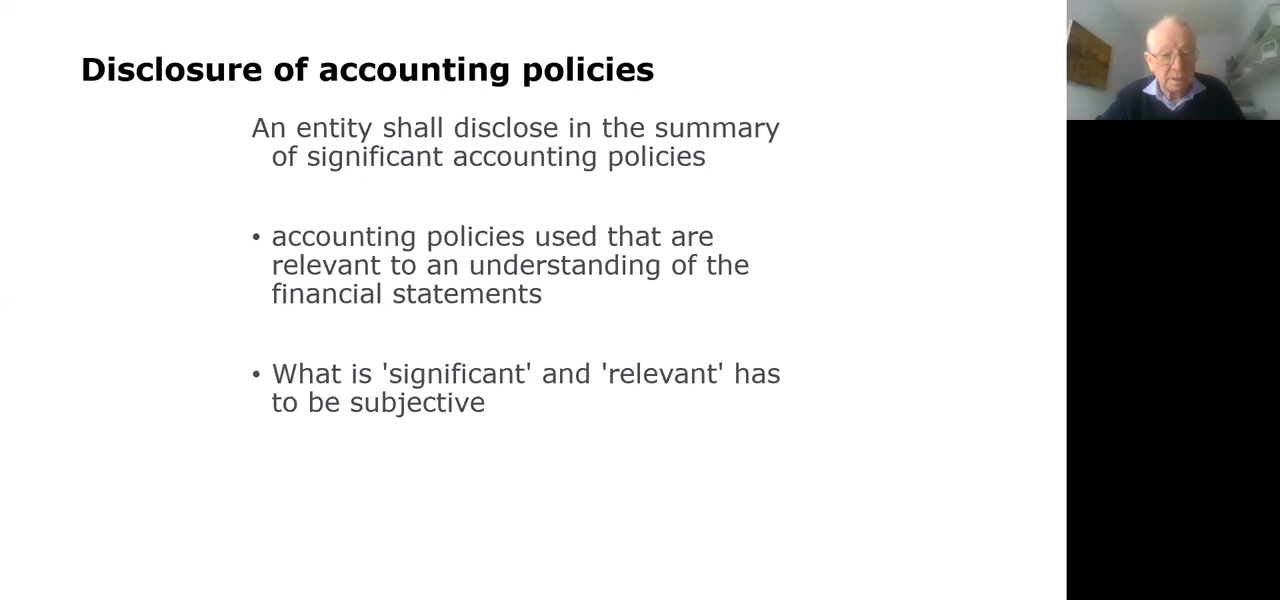 Disclosure of accounting policies
An entity shall disclose in the summary
of significant accounting policies
• accounting policies used that are
relevant to an understanding of the
financial statements
• What is 'significant' and 'relevant' has
to be subjective